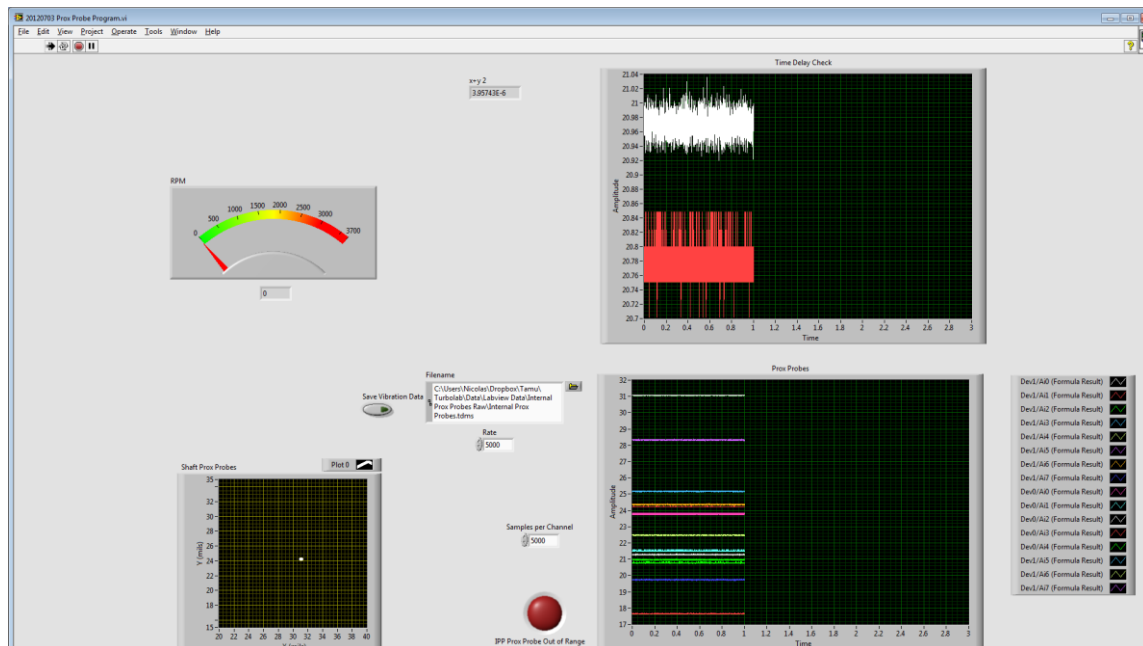 20120703 Prox Probe Program.vi
File Edit View Project Operate Tools Window Help
x=y 2
3.95743E-6
RPM
0 500 1000 1500 2000 2500 3000 3700
0
Time Delay Check
Amplitude
21.04
21.02
21
20.98
20.96
20.94
20.92
20.9
20.88
20.86
20.84
20.82
20.8
20.78
20.76
20.74
20.72
20.7
0 0.2 0.4 0.6 0.8 1 1.2 1.4 1.6 1.8 2 2.2 2.4 2.6 2.8 3
Time
Save Vibration Data
Filename
C:\Users\Nicolas\Dropbox\Tamu\
Turbolab\Data\Labview Data\Internal
Prox Probes Raw\Internal Prox
Probes.tdms
Rate
5000
Samples per Channel
5000
IPP Prox Probe Out of Range
Shaft Prox Probes
Plot 0
Y (mils)
35
32
30
28
26
24
22
20
18
15
20 22 24 26 28 30 32 34 36 38 40
Prox Probes
Amplitude
32
31
30
29
28
27
26
25
24
23
22
21
20
19
18
17
0 0.2 0.4 0.6 0.8 1 1.2 1.4 1.6 1.8 2 2.2 2.4 2.6 2.8 3
Time
Dev1/Ai0 (Formula Result)
Dev1/Ai1 (Formula Result)
Dev1/Ai2 (Formula Result)
Dev1/Ai3 (Formula Result)
Dev1/Ai4 (Formula Result)
Dev1/Ai5 (Formula Result)
Dev1/Ai6 (Formula Result)
Dev1/Ai7 (Formula Result)
Dev0/Ai0 (Formula Result)
Dev0/Ai1 (Formula Result)
Dev0/Ai2 (Formula Result)
Dev0/Ai3 (Formula Result)
Dev0/Ai4 (Formula Result)
Dev1/Ai5 (Formula Result)
Dev1/Ai6 (Formula Result)
Dev1/Ai7 (Formula Result)